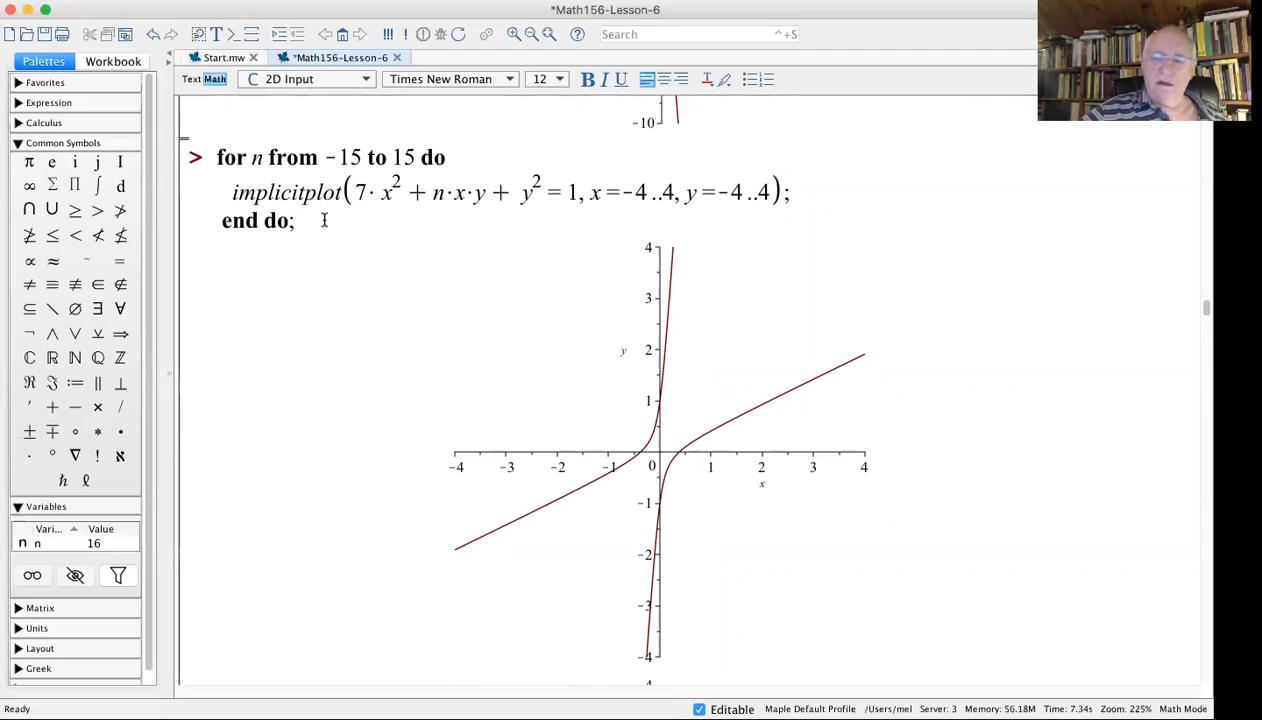 *Math156-Lesson-6
Search
⌃+S
Palettes
Workbook
Start.mw
*Math156-Lesson-6
Favorites
Text
Math
C 2D Input
Times New Roman
12
B I U
Expression
Calculus
Common Symbols
π e i j I
∞ Σ Π ∫ d
∩ ∪ ≥ > ≯
≱ ≤ < ≮ ≰
∝ ≈ ~ _ =
≠ ≡ ≢ ∈ ∉
⊆ \ ∅ ∃ ∀
¬ ∧ ∨ ⊻ ⇒
ℂ ℝ ℕ ℚ ℤ
ℜ ℑ := ∥ ⊥
′ + − × /
± ∓ ∘ * •
· ° ∇ ! ℵ
ℏ ℓ
Variables
Vari... Value
n n 16
Matrix
Units
Layout
Greek
−10
> for n from −15 to 15 do
implicitplot(7· x² + n·x·y + y² = 1, x = −4 ..4, y = −4 ..4);
end do;
4
3
y
2
1
−4 −3 −2 −1 0 1 2 3 4
x
−1
−2
−3
−4
Ready
Editable
Maple Default Profile
/Users/mel
Server: 3
Memory: 56.18M
Time: 7.34s
Zoom: 225%
Math Mode